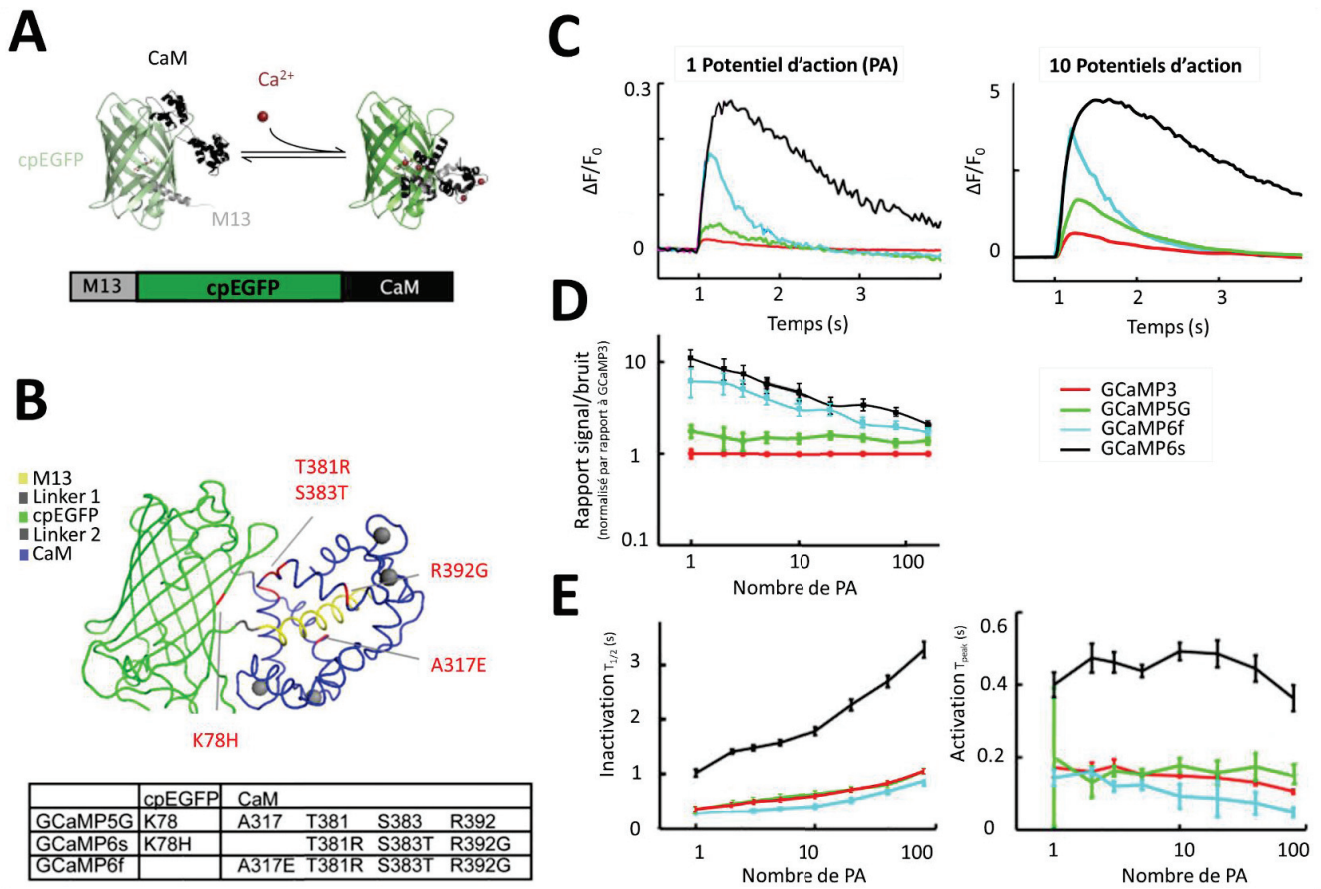 A
CaM
Ca2+
cpEGFP
M13
M13 cpEGFP CaM
B
M13
Linker 1
cpEGFP
Linker 2
CaM
T381R
S383T
R392G
A317E
K78H
cpEGFP CaM
GCaMP5G K78 A317 T381 S383 R392
GCaMP6s K78H T381R S383T R392G
GCaMP6f A317E T381R S383T R392G
C
1 Potentiel d'action (PA)
0.3
ΔF/F0
0
1 2 3
Temps (s)
10 Potentiels d'action
5
ΔF/F0
0
1 2 3
Temps (s)
D
Rapport signal/bruit
(normalisé par rapport à GCaMP3)
10
1
0.1
1 10 100
Nombre de PA
GCaMP3
GCaMP5G
GCaMP6f
GCaMP6s
E
Inactivation T1/2 (s)
3
2
1
0
1 10 100
Nombre de PA
Activation Tpeak (s)
0.6
0.4
0.2
0
1 10 100
Nombre de PA